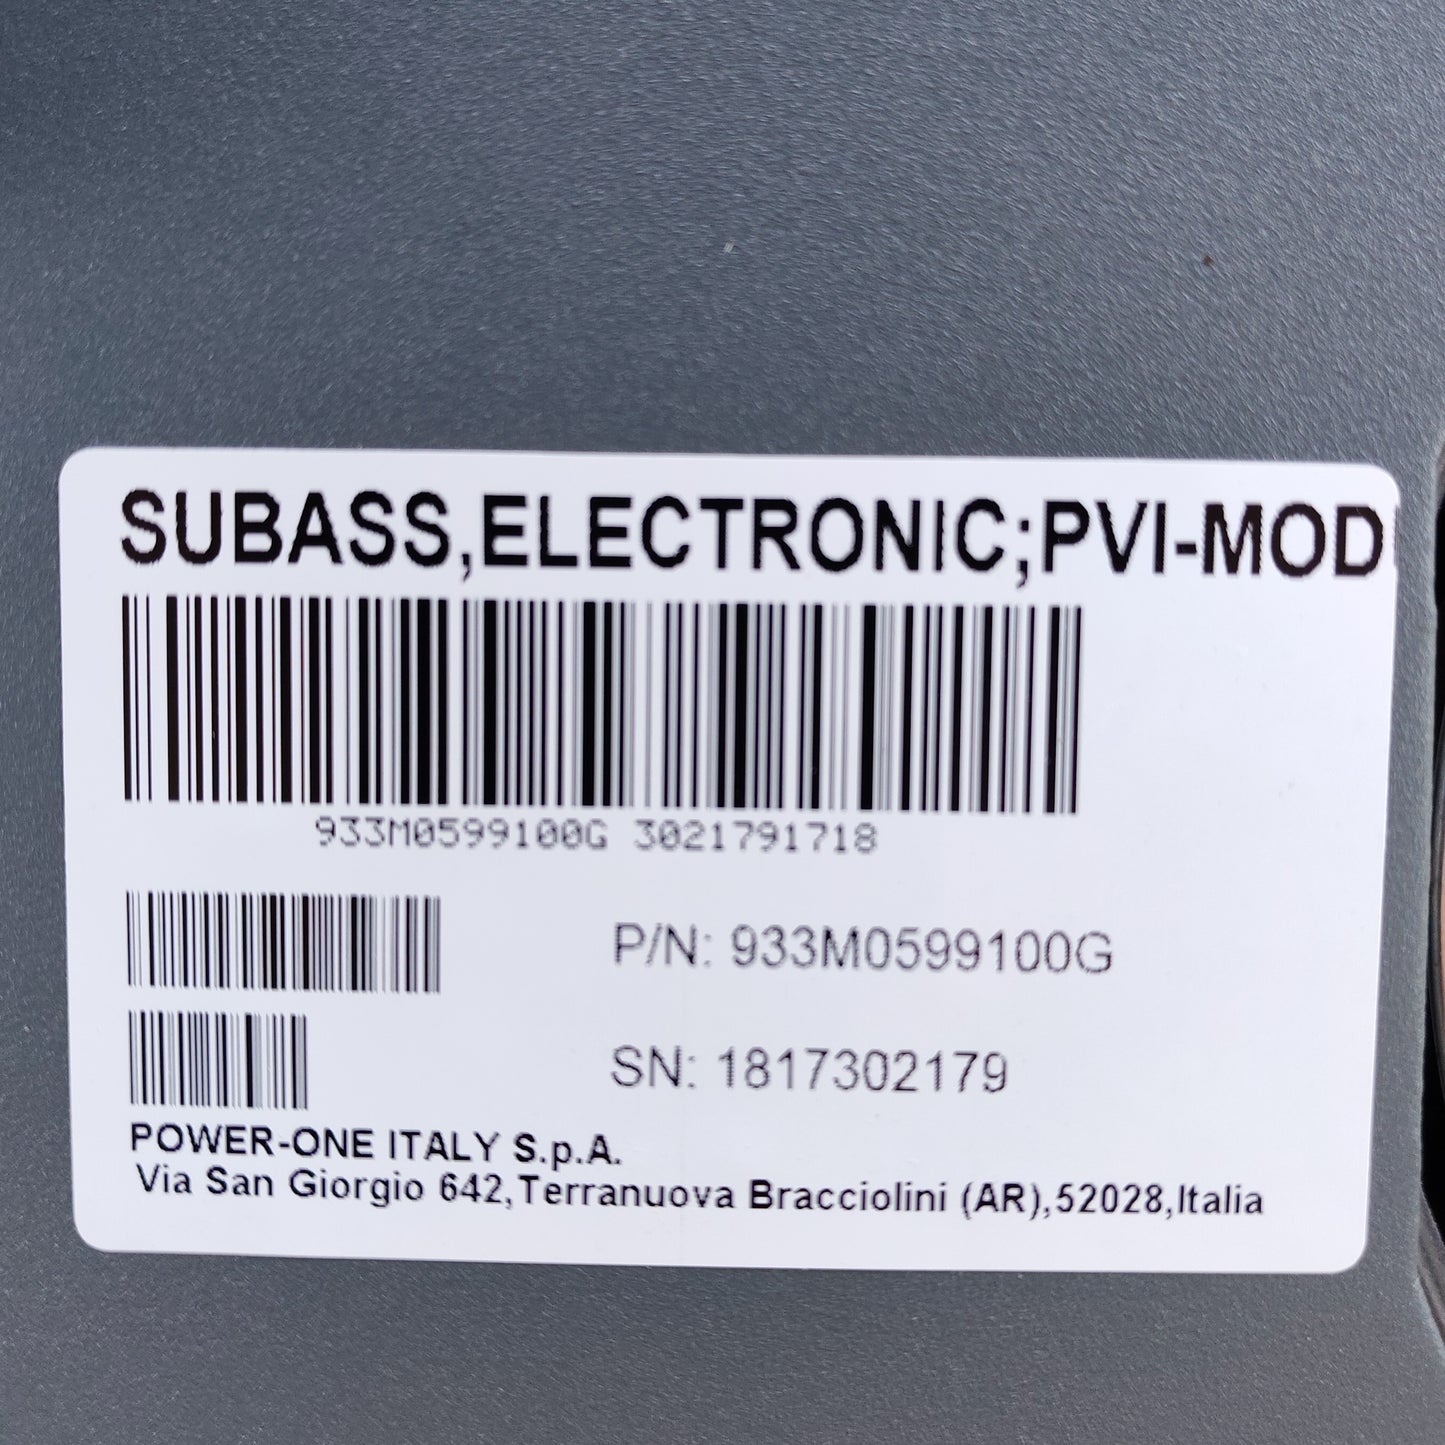 SUBASS,ELECTRONIC;PVI-MOD
933M0599100G 3021791718
P/N: 933M0599100G
SN: 1817302179
POWER-ONE ITALY S.p.A.
Via San Giorgio 642,Terranuova Bracciolini (AR),52028,Italia